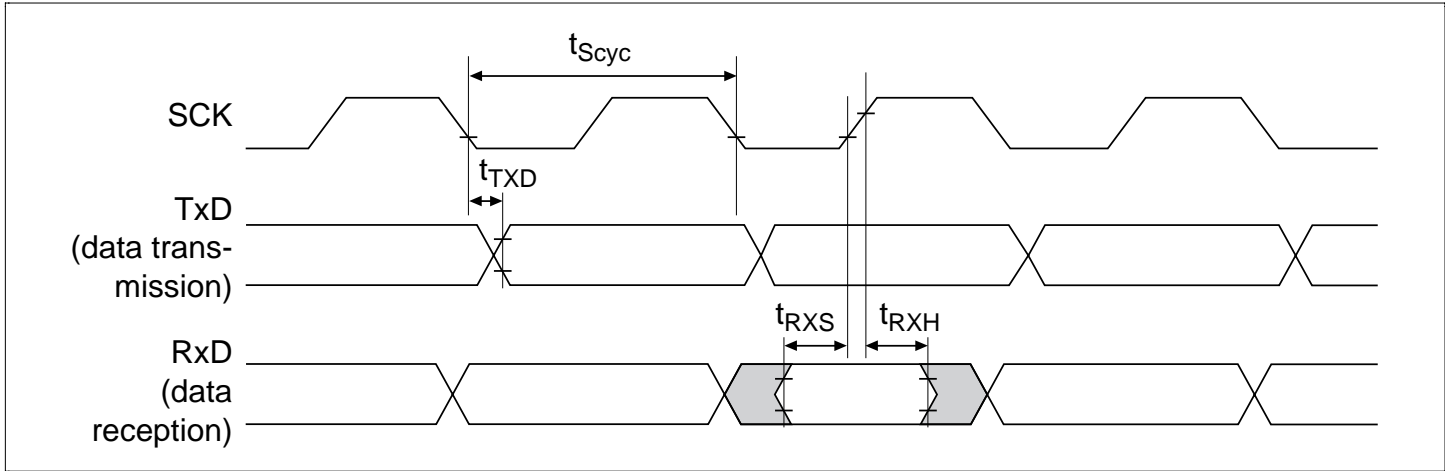 tScyc
SCK
tTXD
TxD
(data trans-
mission)
tRXS
tRXH
RxD
(data
reception)